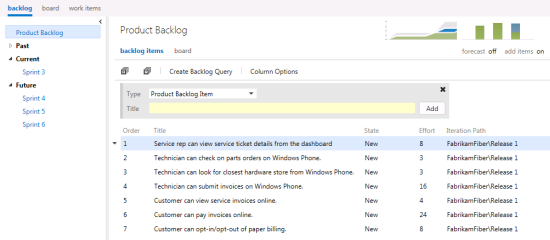 backlog board work items
Product Backlog
Past
Current
Sprint 3
Future
Sprint 4
Sprint 5
Sprint 6
Product Backlog
backlog items board
forecast off add items on
Create Backlog Query Column Options
Type Product Backlog Item
Title Add
Order Title State Effort Iteration Path
1 Service rep can view service ticket details from the dashboard New 8 FabrikamFiber\Release 1
2 Technician can check on parts orders on Windows Phone. New 3 FabrikamFiber\Release 1
3 Technician can look for closest hardware store from Windows Phone. New 3 FabrikamFiber\Release 1
4 Technician can submit invoices on Windows Phone. New 16 FabrikamFiber\Release 1
5 Customer can view service invoices online. New 4 FabrikamFiber\Release 1
6 Customer can pay invoices online. New 24 FabrikamFiber\Release 1
7 Customer can opt-in/opt-out of paper billing. New 8 FabrikamFiber\Release 1